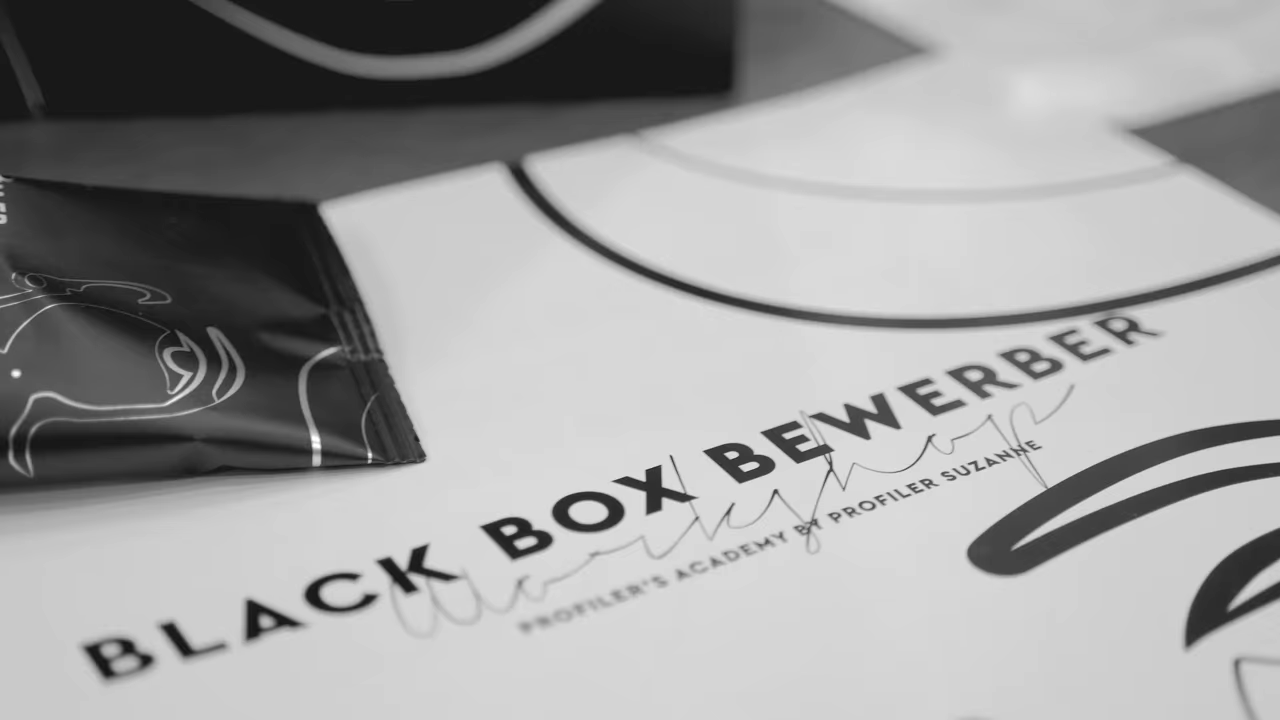 BLACK BOX BEWERBER
Workshop
PROFILER'S ACADEMY BY PROFILER SUZANNE